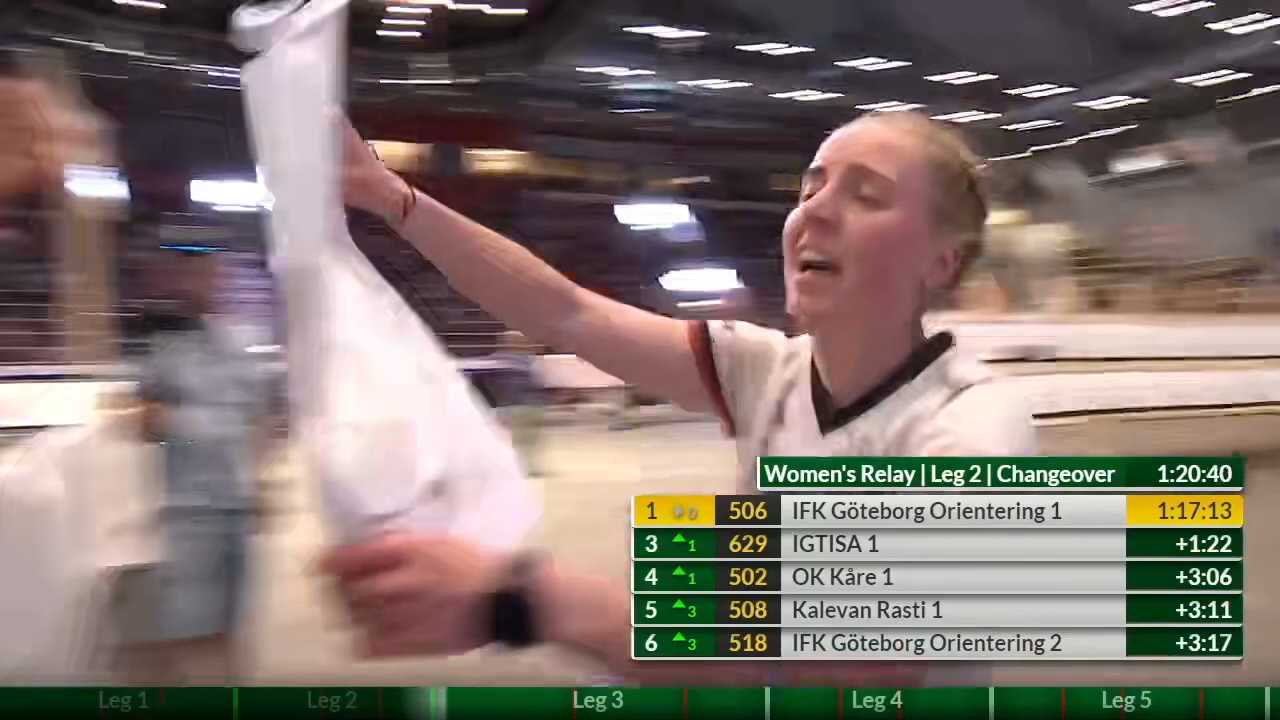 Women's Relay | Leg 2 | Changeover 1:20:40
1 0 506 IFK Göteborg Orientering 1 1:17:13
3 1 629 IGTISA 1 +1:22
4 1 502 OK Kåre 1 +3:06
5 3 508 Kalevan Rasti 1 +3:11
6 3 518 IFK Göteborg Orientering 2 +3:17
Leg 1 Leg 2 Leg 3 Leg 4 Leg 5